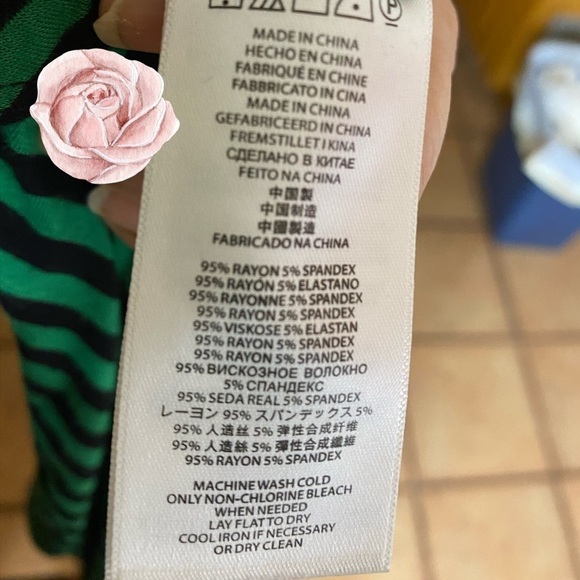 MADE IN CHINA
HECHO EN CHINA
FABRIQUÉ EN CHINE
FABBRICATO IN CINA
MADE IN CHINA
GEFABRICEERD IN CHINA
FREMSTILLET I KINA
СДЕЛАНО В КИТАЕ
FEITO NA CHINA
中国製
中国制造
中國製造
FABRICADO NA CHINA
95% RAYON 5% SPANDEX
95% RAYÓN 5% ELASTANO
95% RAYONNE 5% SPANDEX
95% RAYON 5% SPANDEX
95% VISKOSE 5% ELASTAN
95% RAYON 5% SPANDEX
95% RAYON 5% SPANDEX
95% ВИСКОЗНОЕ ВОЛОКНО
5% СПАНДЕКС
95% SEDA REAL 5% SPANDEX
レーヨン 95% スパンデックス 5%
95% 人造丝 5% 弹性合成纤维
95% 人造絲 5% 彈性合成纖維
95% RAYON 5% SPANDEX
MACHINE WASH COLD
ONLY NON-CHLORINE BLEACH
WHEN NEEDED
LAY FLAT TO DRY
COOL IRON IF NECESSARY
OR DRY CLEAN